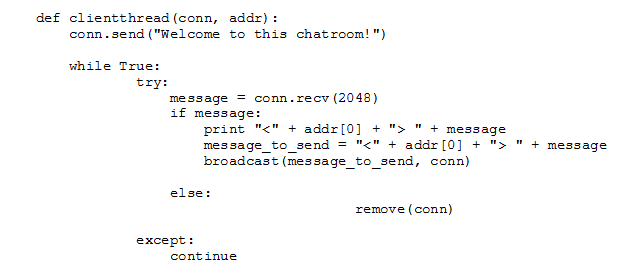 def clientthread(conn, addr):
    conn.send("Welcome to this chatroom!")

    while True:
            try:
                message = conn.recv(2048)
                if message:
                    print "<" + addr[0] + "> " + message
                    message_to_send = "<" + addr[0] + "> " + message
                    broadcast(message_to_send, conn)

                else:
                                      remove(conn)

            except:
                continue